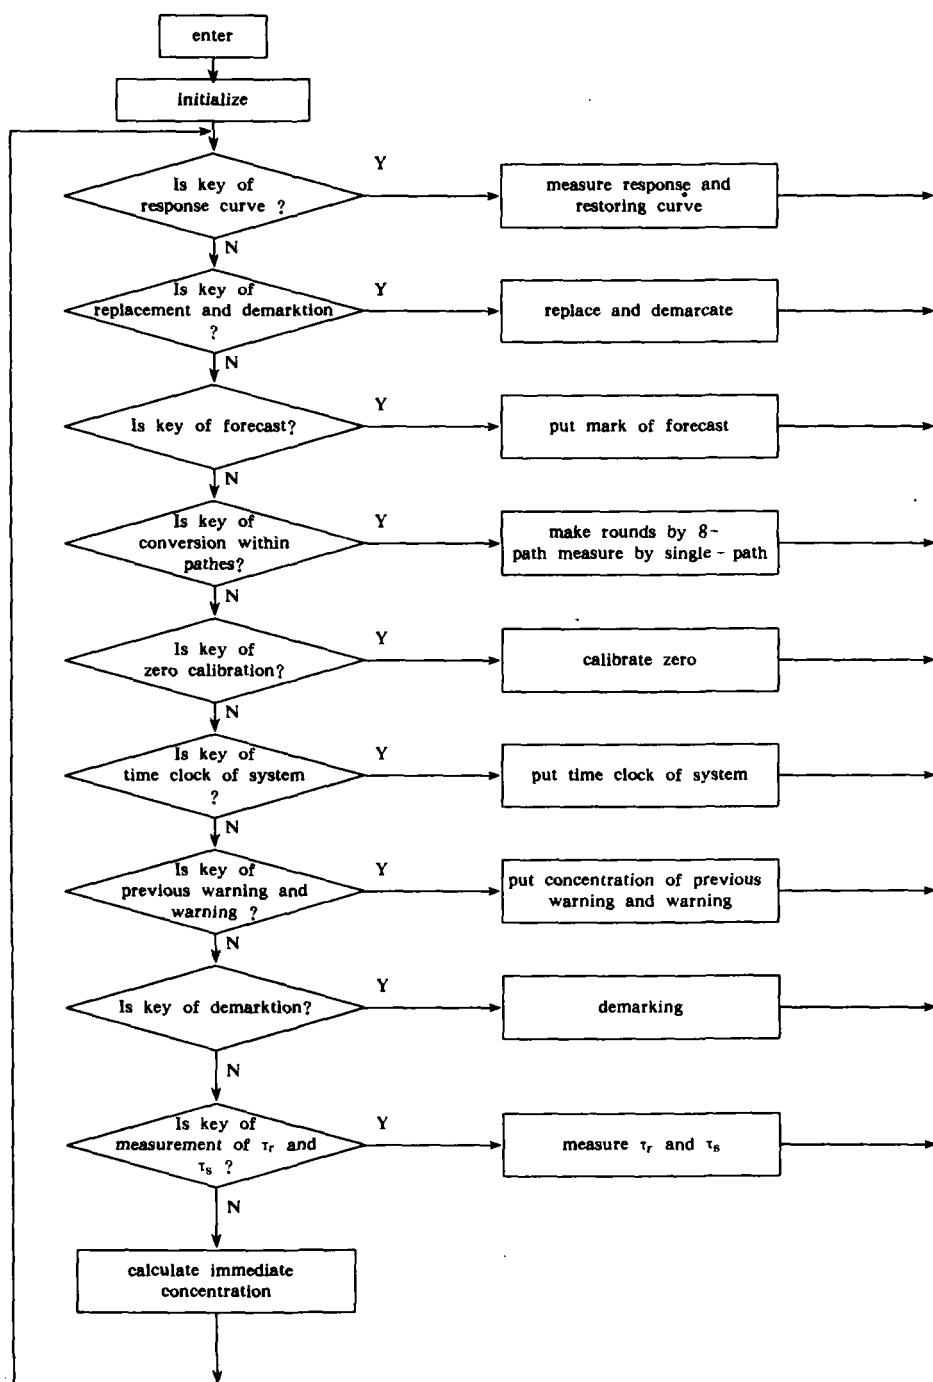 enter
initialize
Is key of
response curve ?
Y
measure response and
restoring curve
N
Is key of
replacement and demarktion
?
Y
replace and demarcate
N
Is key of forecast?
Y
put mark of forecast
N
Is key of
conversion within
pathes?
Y
make rounds by 8-
path measure by single-path
N
Is key of
zero calibration?
Y
calibrate zero
N
Is key of
time clock of system
?
Y
put time clock of system
N
Is key of
previous warning and
warning ?
Y
put concentration of previous
warning and warning
N
Is key of demarktion?
Y
demarking
N
Is key of
measurement of τr and
τs ?
Y
measure τr and τs
N
calculate immediate
concentration